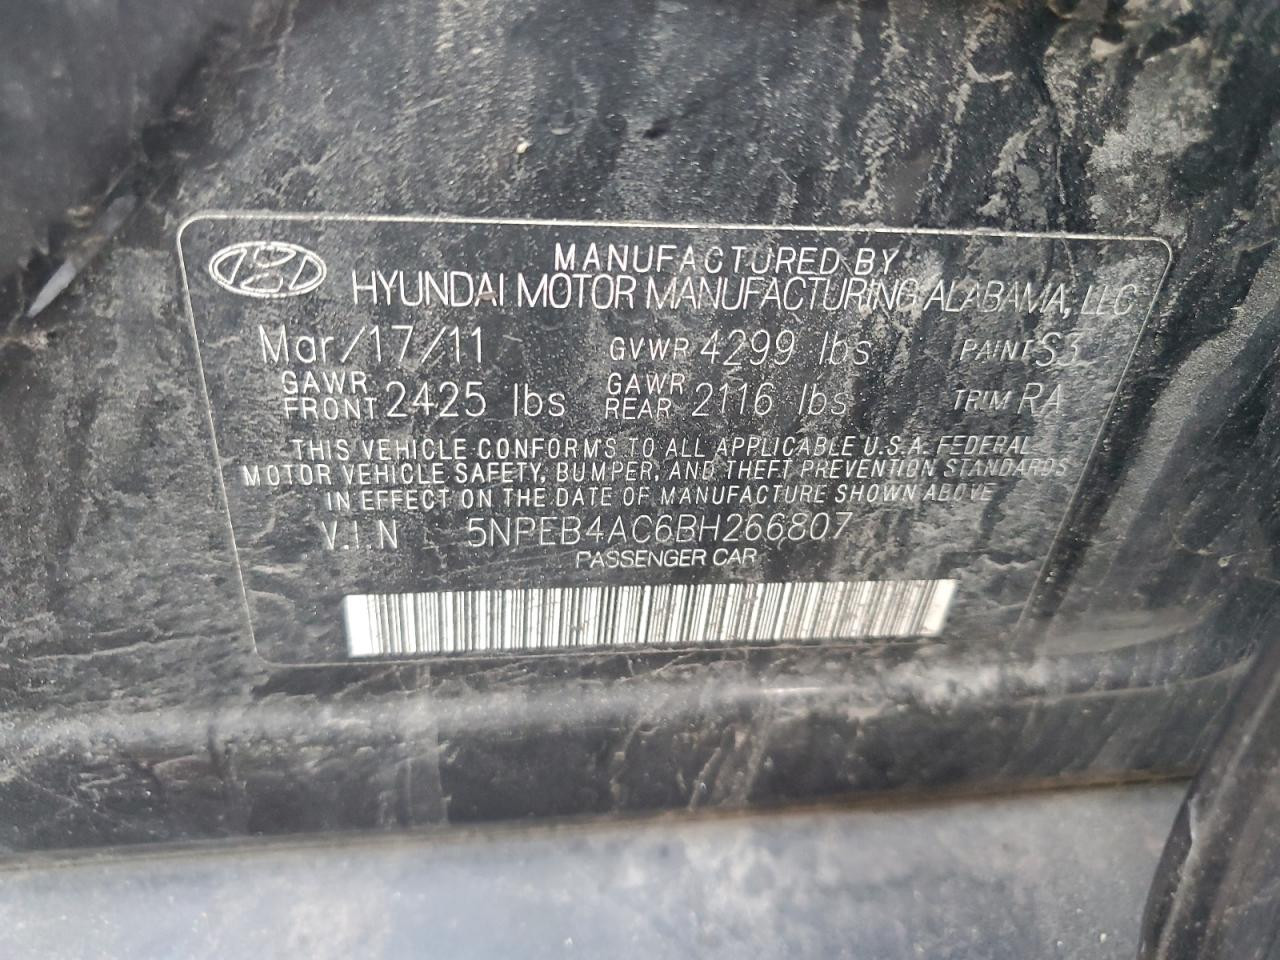 MANUFACTURED BY
HYUNDAI MOTOR MANUFACTURING ALABAMA, LLC
Mar/17/11 GVWR 4299 lbs PAINT S3
GAWR FRONT 2425 lbs GAWR REAR 2116 lbs TRIM RA
THIS VEHICLE CONFORMS TO ALL APPLICABLE U.S.A. FEDERAL
MOTOR VEHICLE SAFETY, BUMPER, AND THEFT PREVENTION STANDARDS
IN EFFECT ON THE DATE OF MANUFACTURE SHOWN ABOVE
V.I.N : 5NPEB4AC6BH266807
PASSENGER CAR